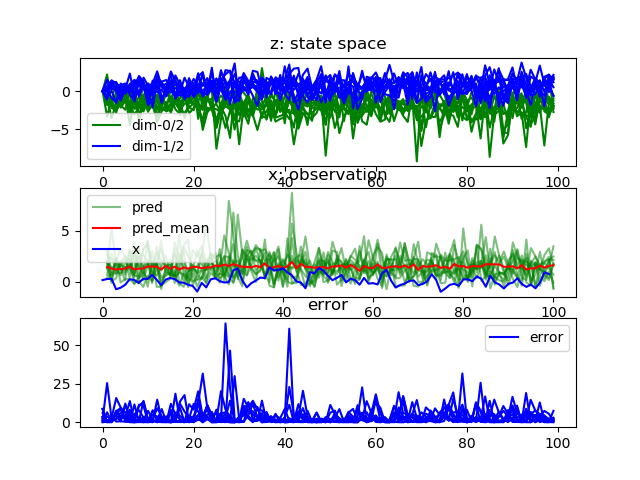 z: state space
0
−5
dim-0/2
dim-1/2
0 20 40 60 80 100
x: observation
5
0
pred
pred_mean
x
0 20 40 60 80 100
error
50
25
0
error
0 20 40 60 80 100